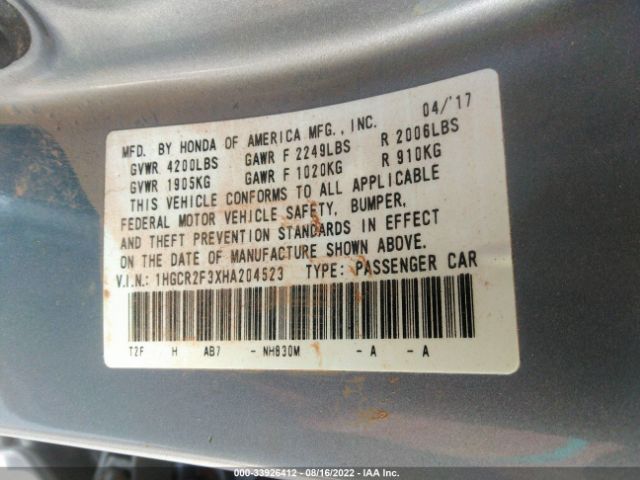 04/'17
MFD. BY HONDA OF AMERICA MFG., INC.
GVWR 4200LBS GAWR F 2249LBS R 2006LBS
GVWR 1905KG GAWR F 1020KG R 910KG
THIS VEHICLE CONFORMS TO ALL APPLICABLE
FEDERAL MOTOR VEHICLE SAFETY, BUMPER,
AND THEFT PREVENTION STANDARDS IN EFFECT
ON THE DATE OF MANUFACTURE SHOWN ABOVE.
V.I.N.: 1HGCR2F3XHA204523 TYPE: PASSENGER CAR
T2F H AB7 - NH830M - A - A
000-33926412 - 08/16/2022 - IAA Inc.